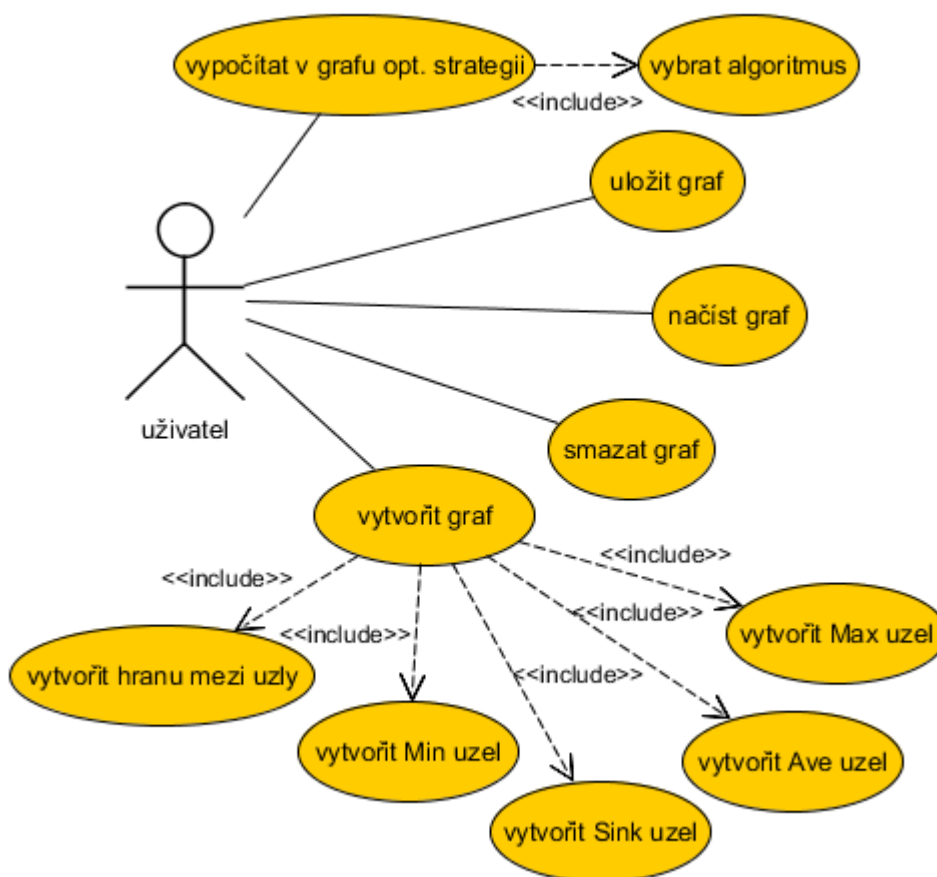 vypočítat v grafu opt. strategii
vybrat algoritmus
<<include>>
uložit graf
načíst graf
uživatel
smazat graf
vytvořit graf
<<include>>
<<include>>
<<include>>
<<include>>
<<include>>
vytvořit Max uzel
vytvořit hranu mezi uzly
vytvořit Min uzel
vytvořit Ave uzel
vytvořit Sink uzel